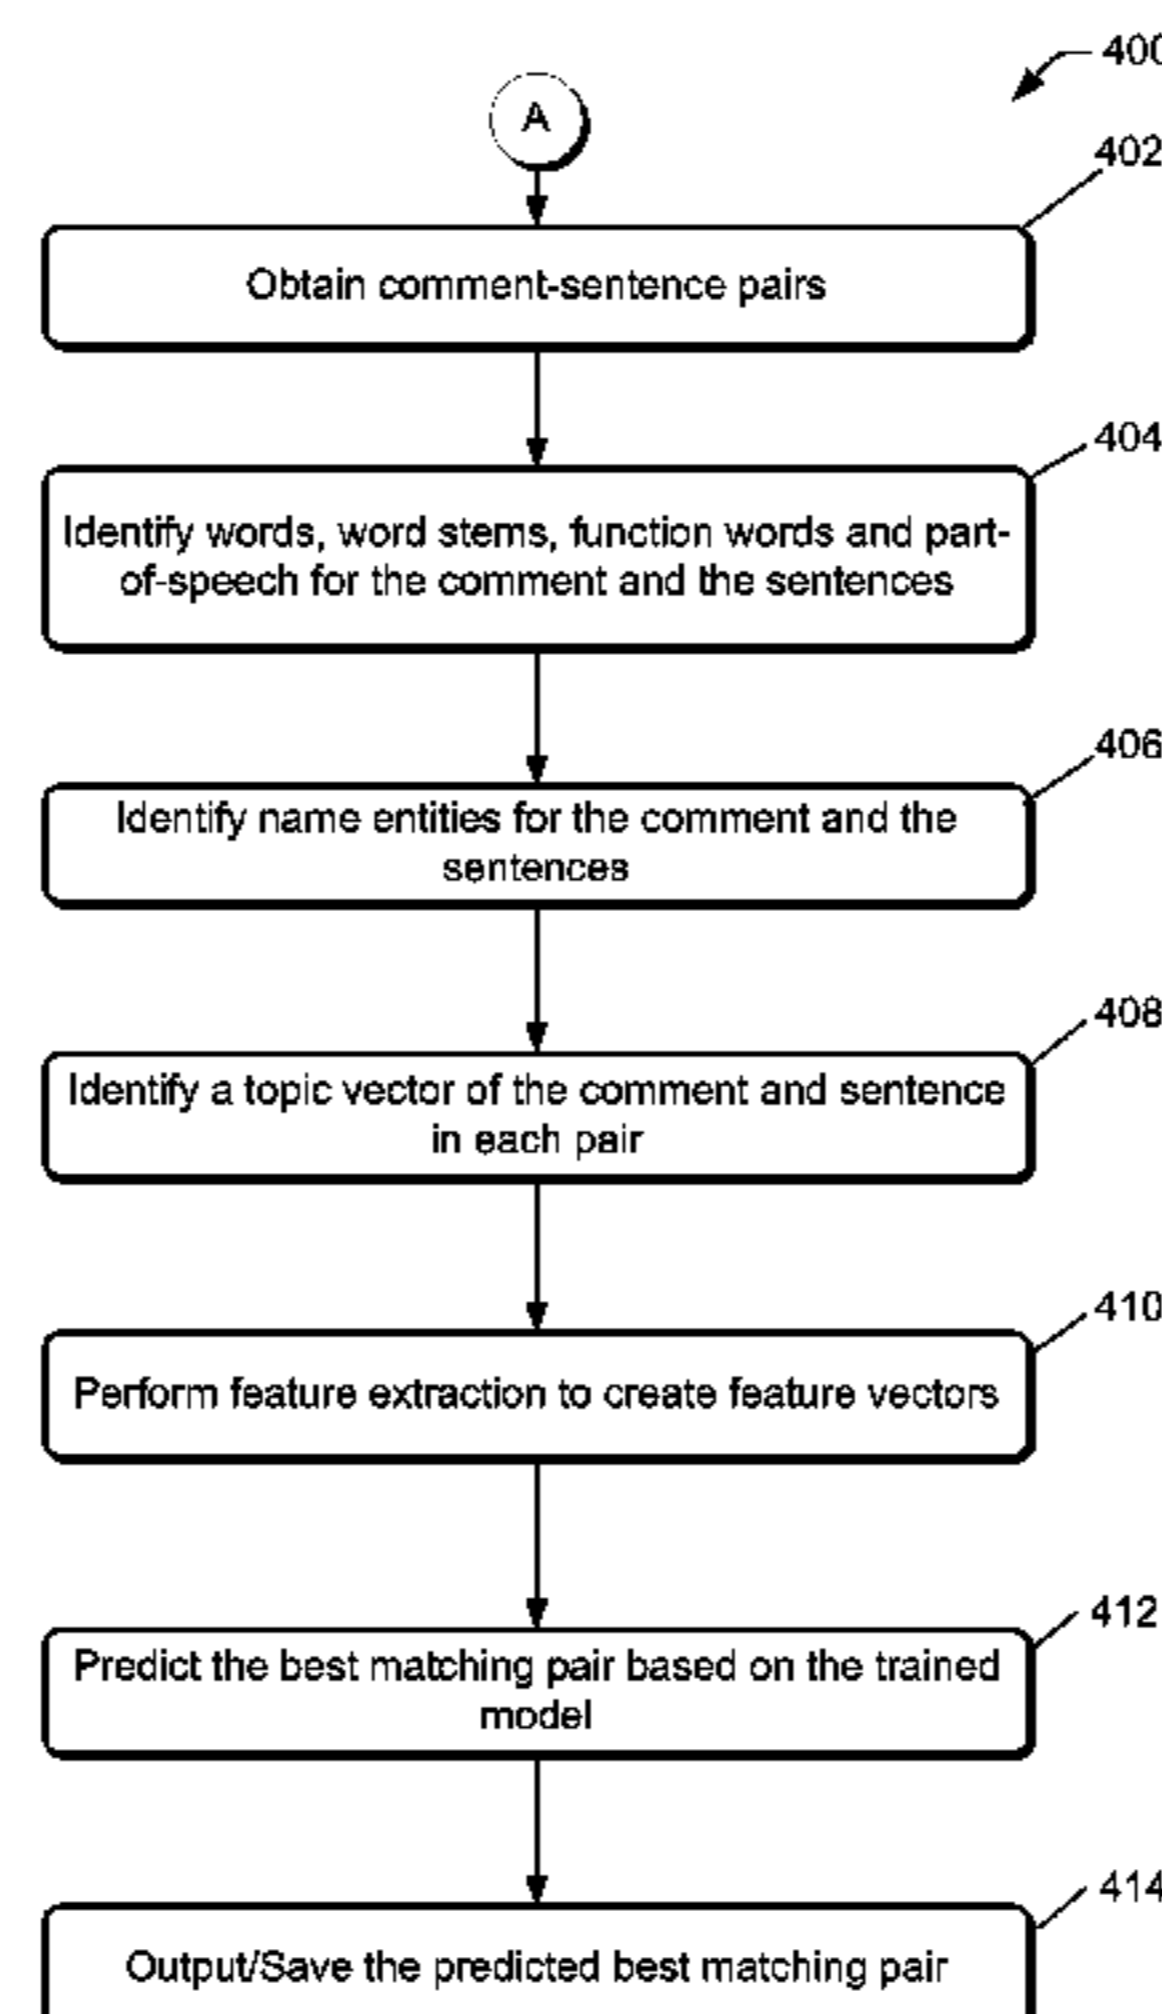 400
A
402
Obtain comment-sentence pairs
404
Identify words, word stems, function words and part-
of-speech for the comment and the sentences
406
Identify name entities for the comment and the
sentences
408
Identify a topic vector of the comment and sentence
in each pair
410
Perform feature extraction to create feature vectors
412
Predict the best matching pair based on the trained
model
414
Output/Save the predicted best matching pair